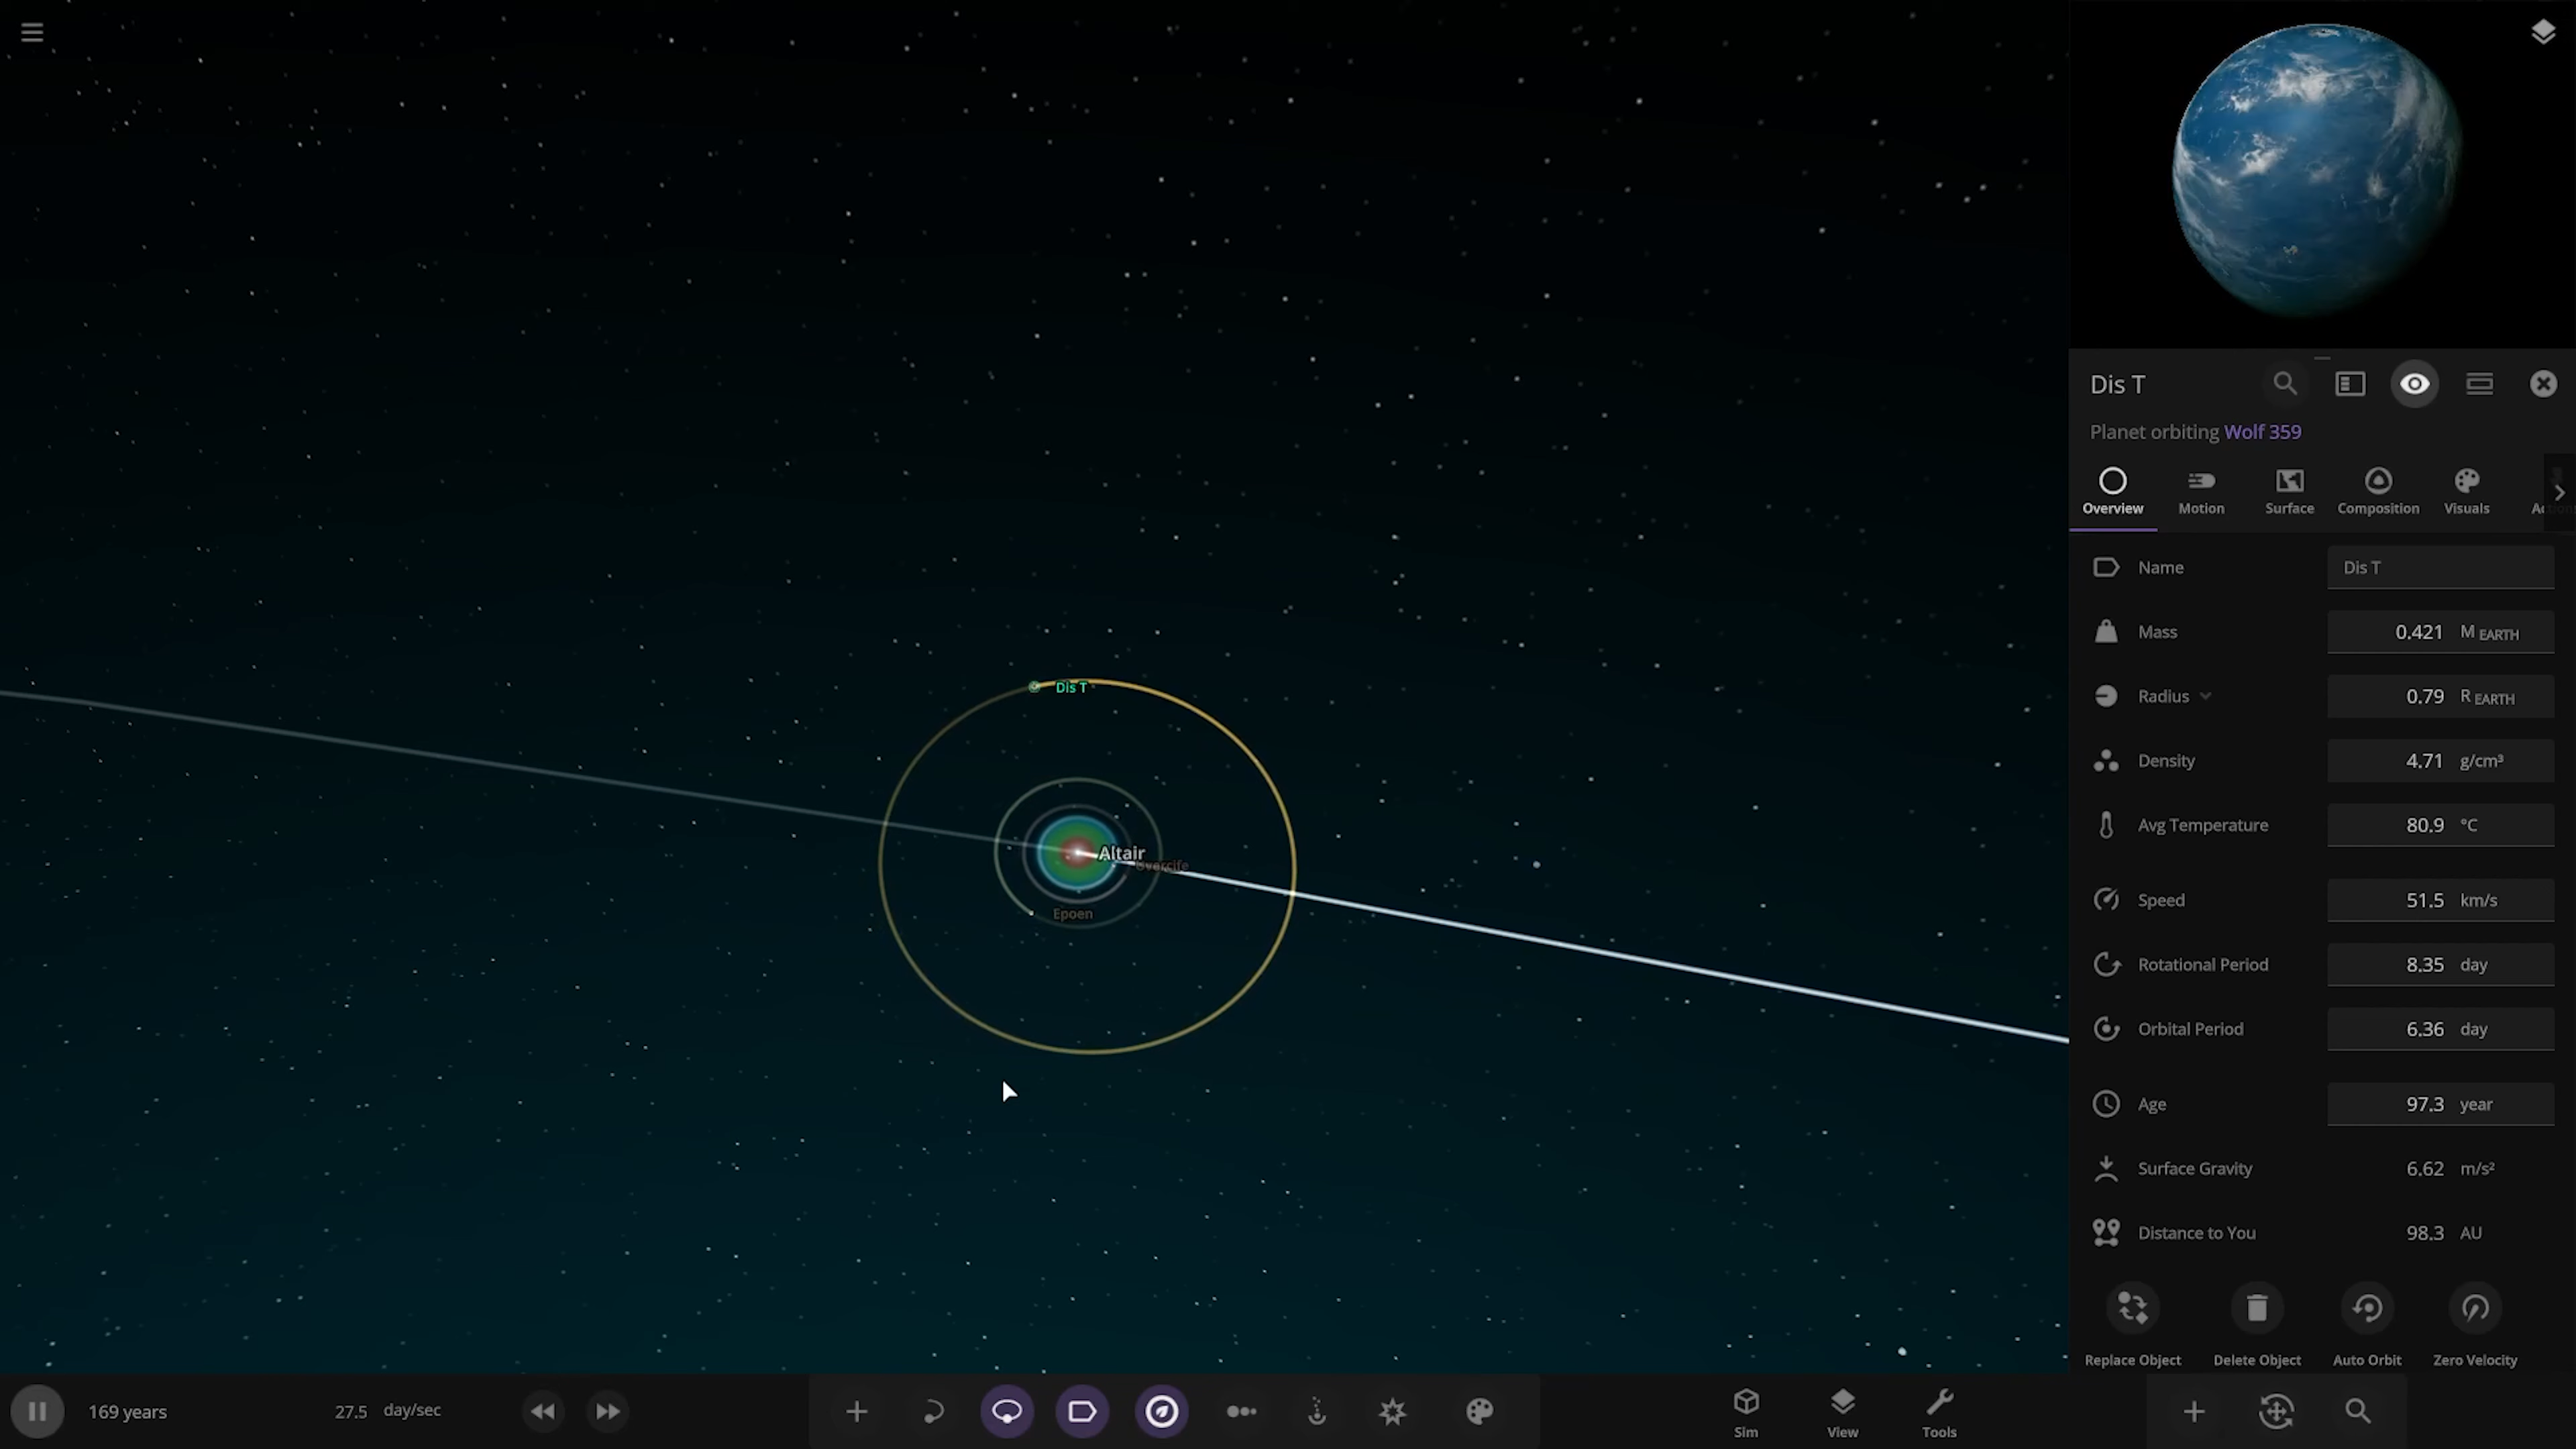 Dis T
Altair
Overcife
Epoen
Dis T
Planet orbiting Wolf 359
Overview
Motion
Surface
Composition
Visuals
Name
Dis T
Mass
0.421 M EARTH
Radius
0.79 R EARTH
Density
4.71 g/cm³
Avg Temperature
80.9 °C
Speed
51.5 km/s
Rotational Period
8.35 day
Orbital Period
6.36 day
Age
97.3 year
Surface Gravity
6.62 m/s²
Distance to You
98.3 AU
Replace Object
Delete Object
Auto Orbit
Zero Velocity
169 years
27.5 day/sec
Sim
View
Tools